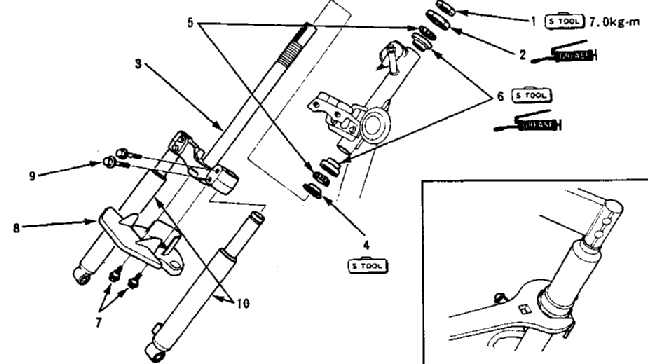 1 S TOOL 7.0kg-m
5
2 GREASE
3
6 S TOOL
GREASE
9
8
4
S TOOL
7
10